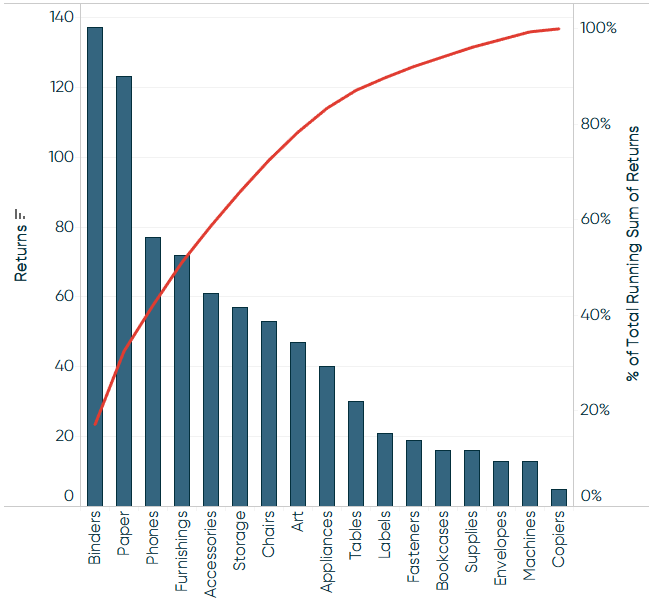 140
120
100
80
60
40
20
0
Returns
100%
80%
60%
40%
20%
0%
% of Total Running Sum of Returns
Binders
Paper
Phones
Furnishings
Accessories
Storage
Chairs
Art
Appliances
Tables
Labels
Fasteners
Bookcases
Supplies
Envelopes
Machines
Copiers